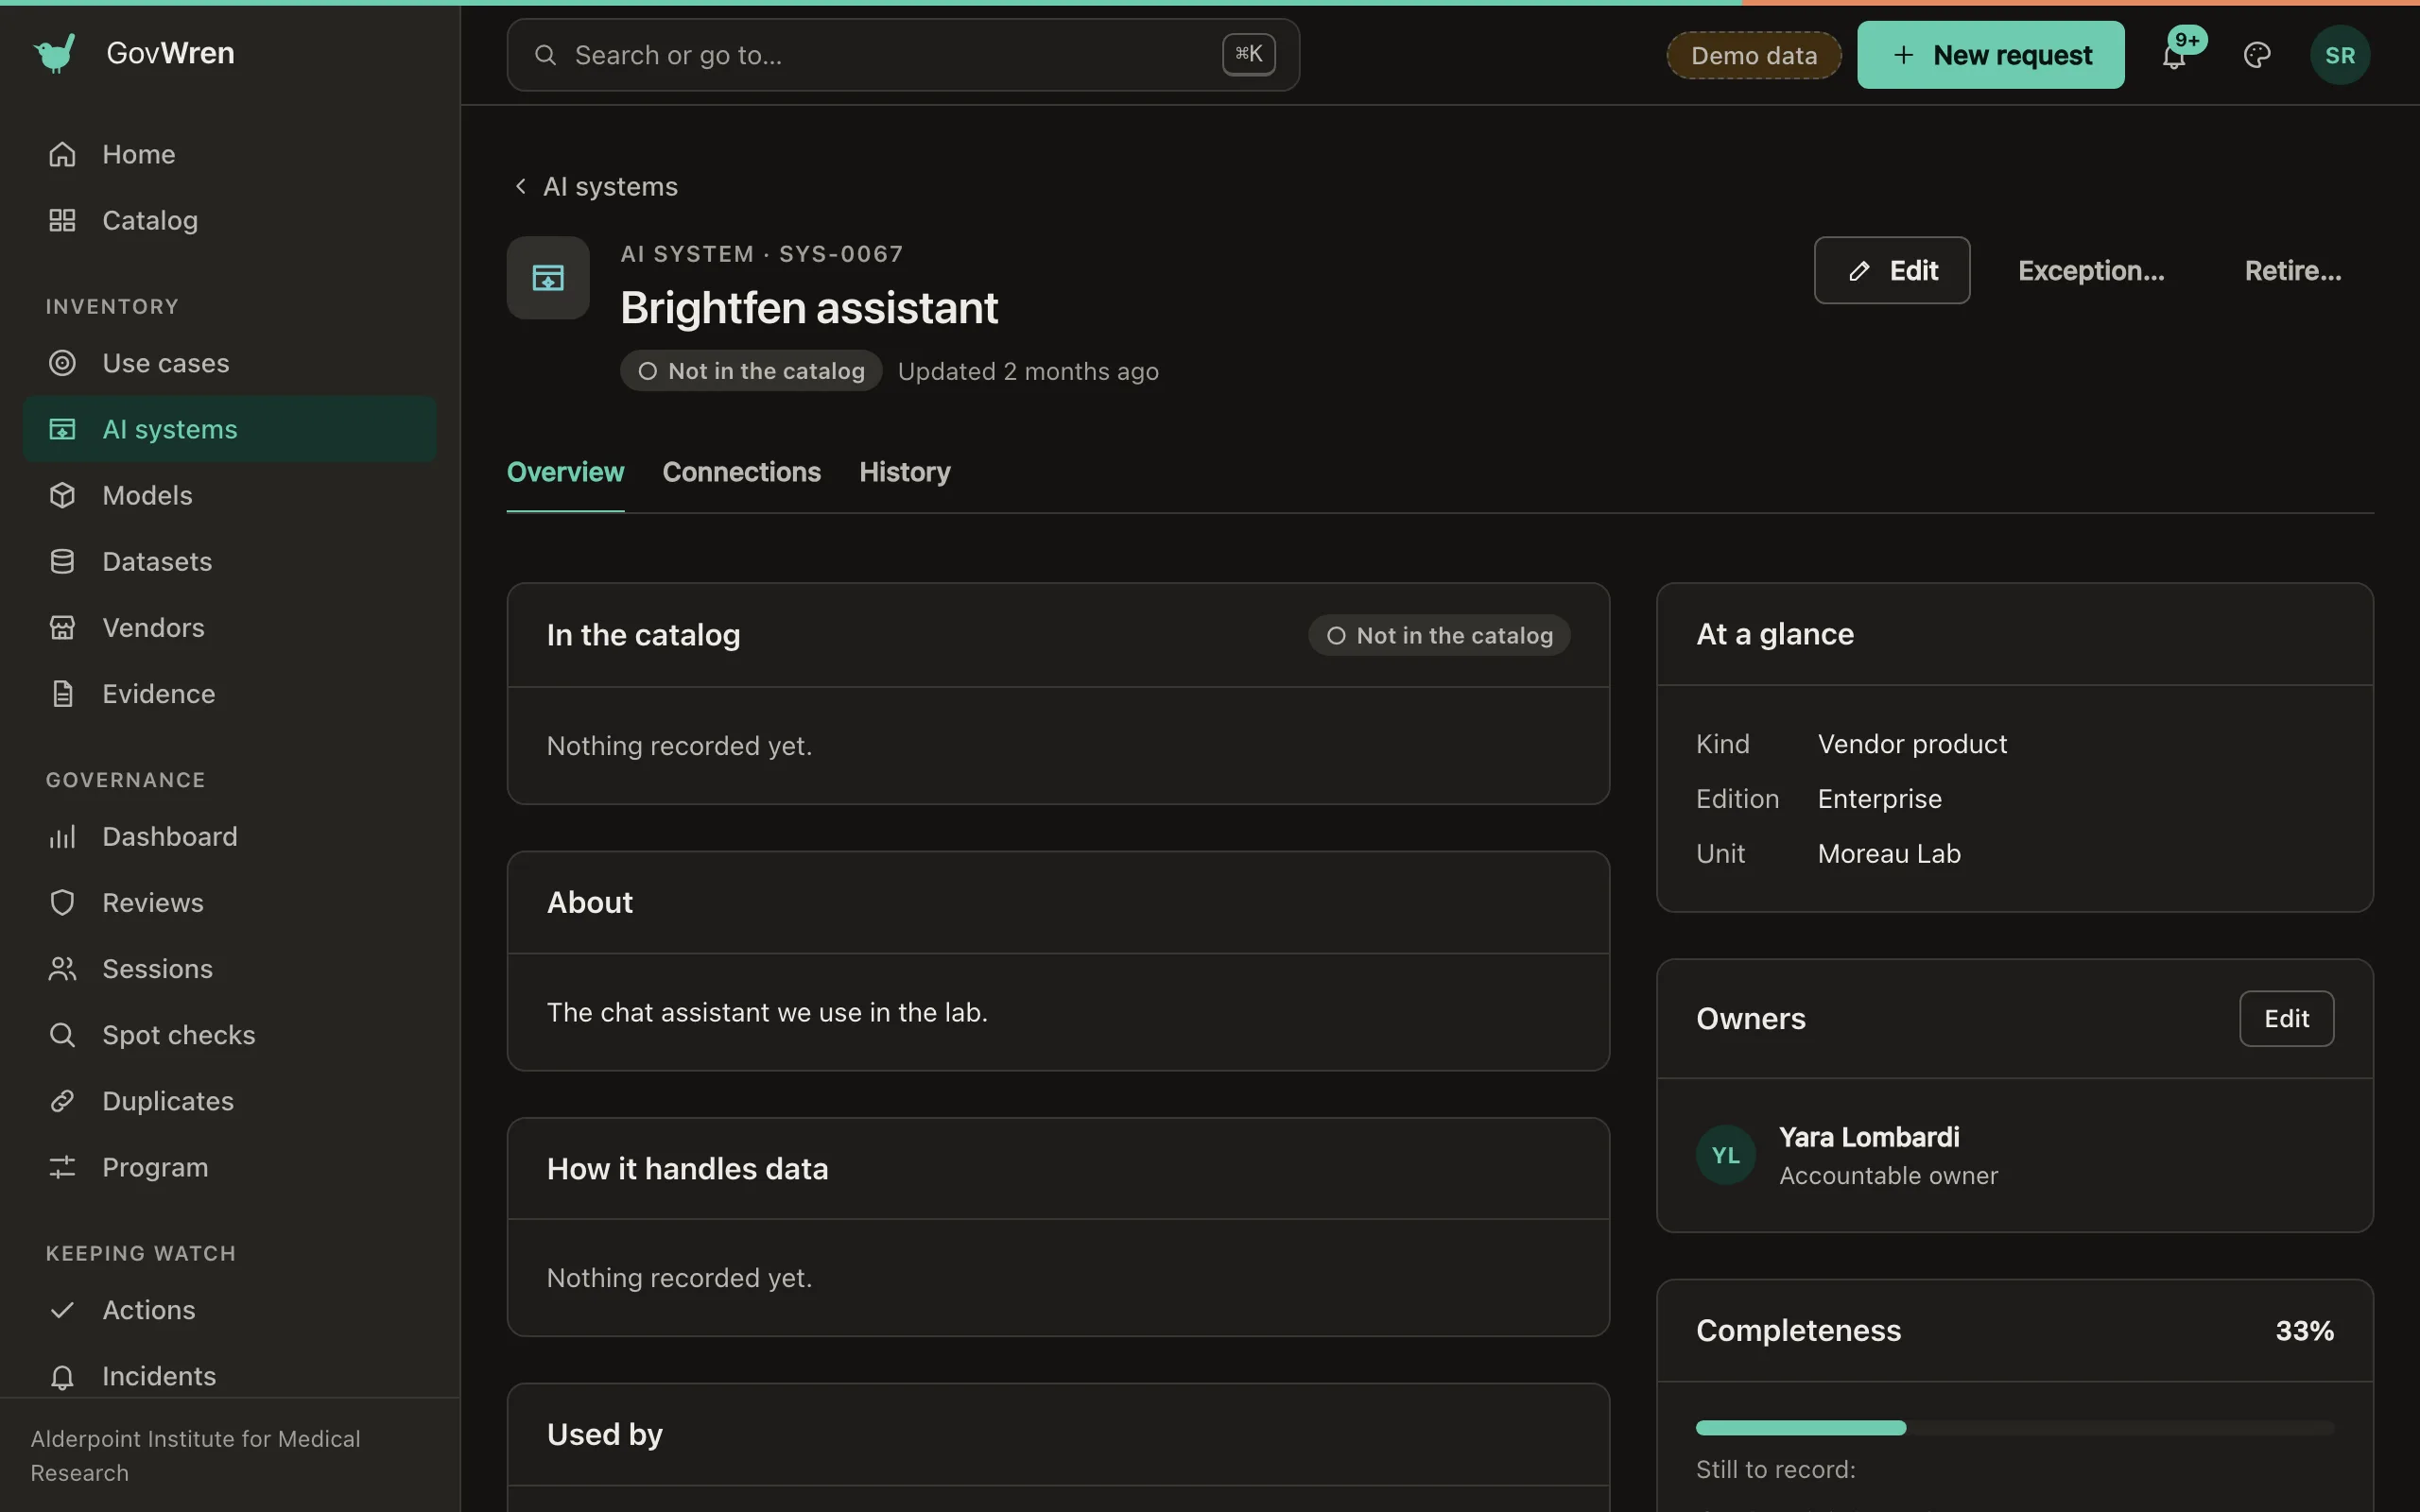 GovWren
Search or go to...
⌘K
Demo data
+ New request
9+
SR
Home
Catalog
INVENTORY
Use cases
AI systems
Models
Datasets
Vendors
Evidence
GOVERNANCE
Dashboard
Reviews
Sessions
Spot checks
Duplicates
Program
KEEPING WATCH
Actions
Incidents
Alderpoint Institute for Medical
Research
AI systems
AI SYSTEM · SYS-0067
Brightfen assistant
Not in the catalog
Updated 2 months ago
Edit
Exception...
Retire...
Overview
Connections
History
In the catalog
Not in the catalog
Nothing recorded yet.
About
The chat assistant we use in the lab.
How it handles data
Nothing recorded yet.
Used by
At a glance
Kind Vendor product
Edition Enterprise
Unit Moreau Lab
Owners
Edit
YL
Yara Lombardi
Accountable owner
Completeness
33%
Still to record: